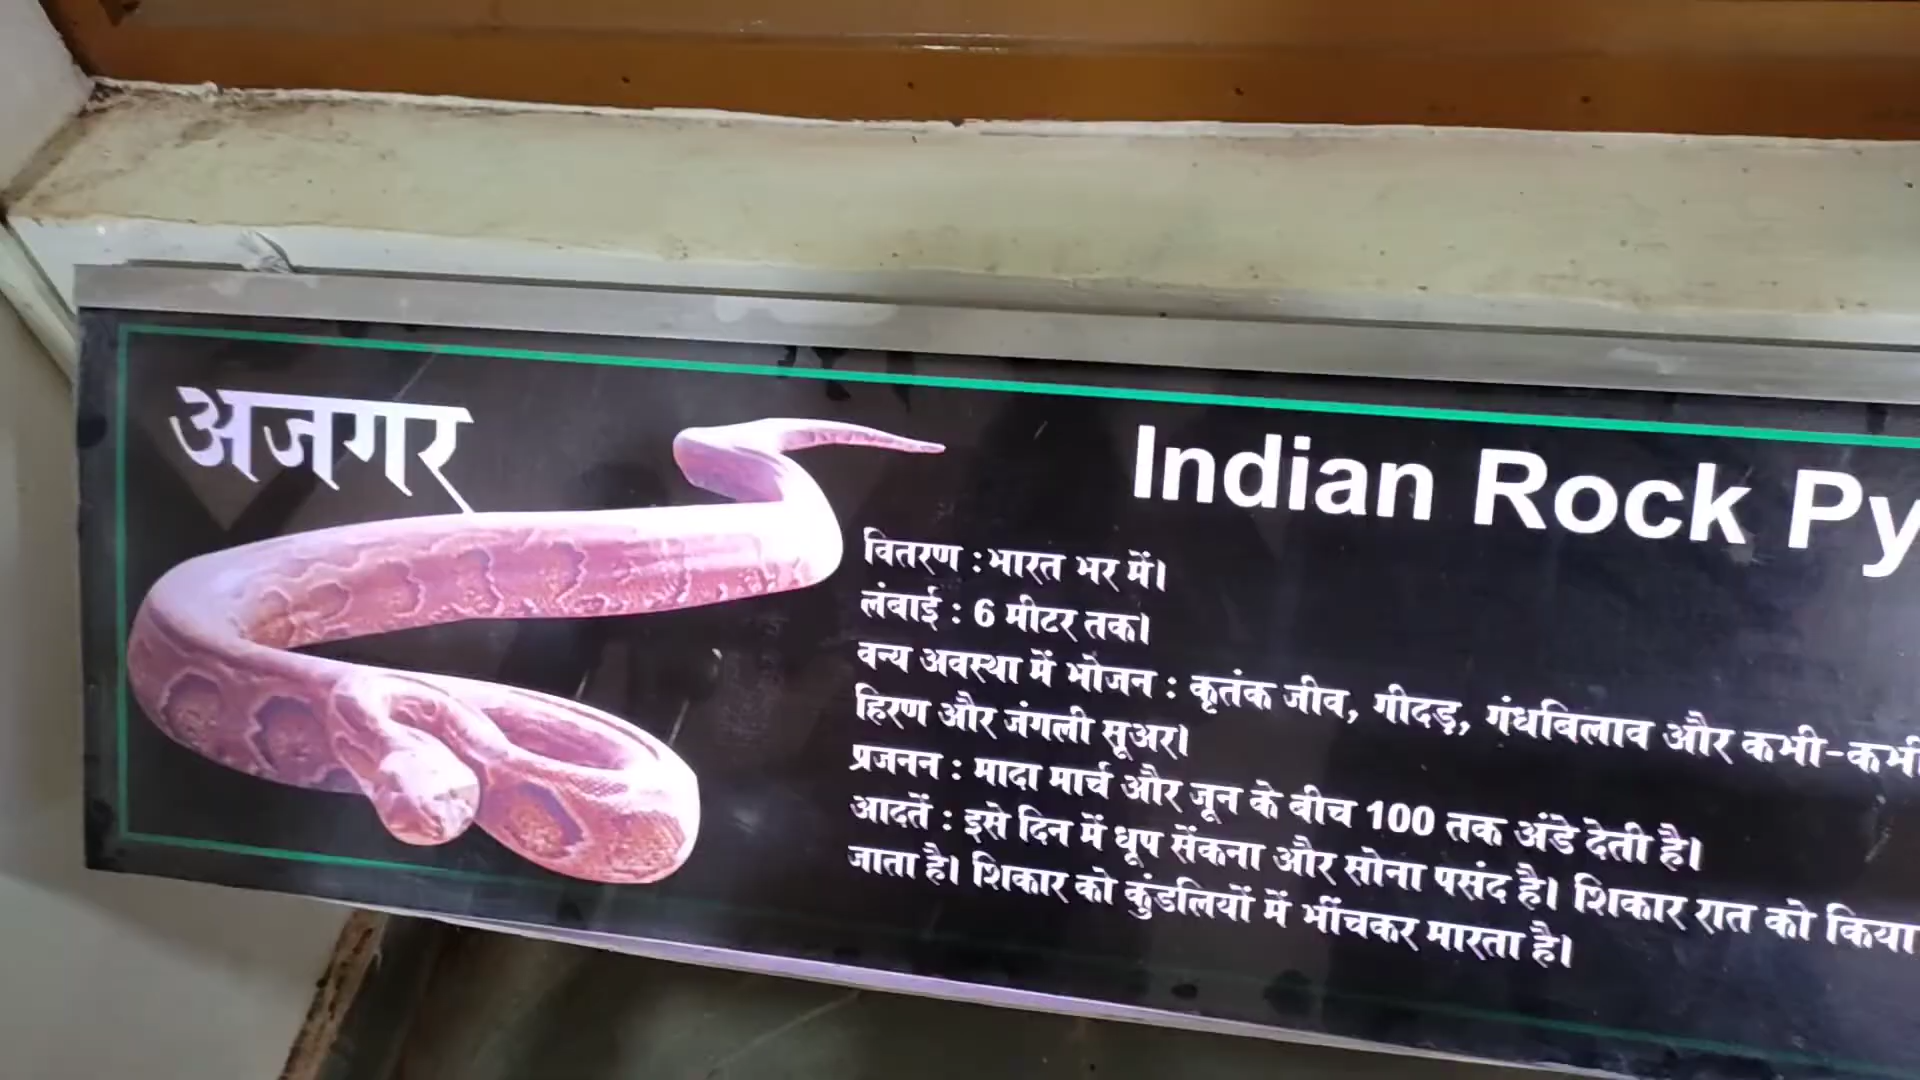 अजगर
Indian Rock Py
वितरण : भारत भर में।
लंबाई : 6 मीटर तक।
वन्य अवस्था में भोजन : कृतंक जीव, गीदड़, गंधबिलाव और कभी-कभी
हिरण और जंगली सूअर।
प्रजनन : मादा मार्च और जून के बीच 100 तक अंडे देती है।
आदतें : इसे दिन में धूप सेंकना और सोना पसंद है। शिकार रात को किया
जाता है। शिकार को कुंडलियों में भींचकर मारता है।